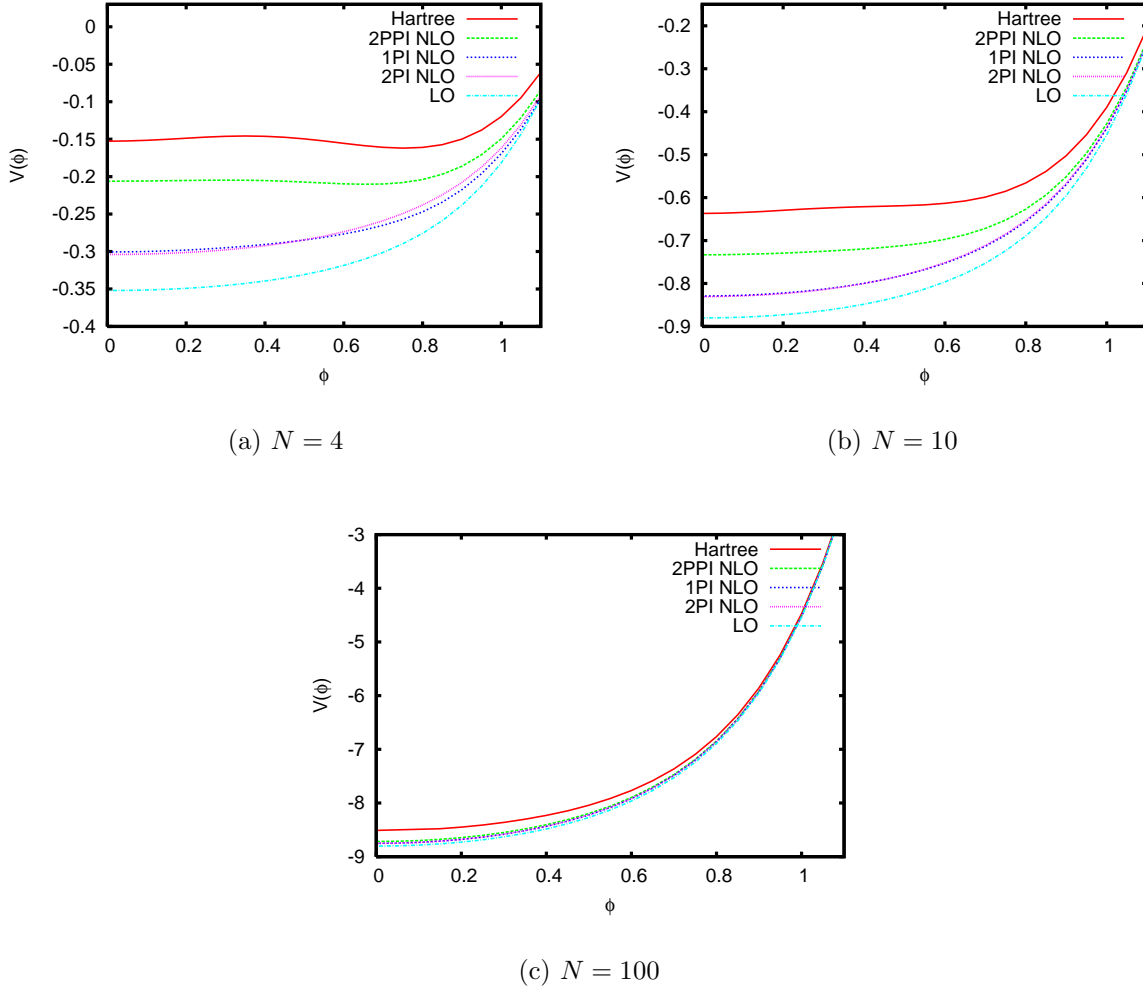 0
-0.05
-0.1
-0.15
-0.2
-0.25
-0.3
-0.35
-0.4
V(ϕ)
0 0.2 0.4 0.6 0.8 1
ϕ
Hartree
2PPI NLO
1PI NLO
2PI NLO
LO
(a) N = 4
-0.2
-0.3
-0.4
-0.5
-0.6
-0.7
-0.8
-0.9
V(ϕ)
0 0.2 0.4 0.6 0.8 1
ϕ
Hartree
2PPI NLO
1PI NLO
2PI NLO
LO
(b) N = 10
-3
-4
-5
-6
-7
-8
-9
V(ϕ)
0 0.2 0.4 0.6 0.8 1
ϕ
Hartree
2PPI NLO
1PI NLO
2PI NLO
LO
(c) N = 100